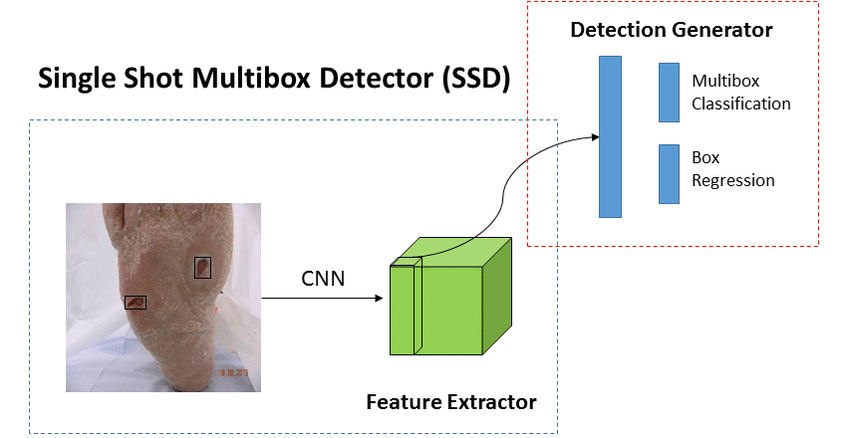 Single Shot Multibox Detector (SSD)
Detection Generator
Multibox
Classification
Box
Regression
CNN
Feature Extractor